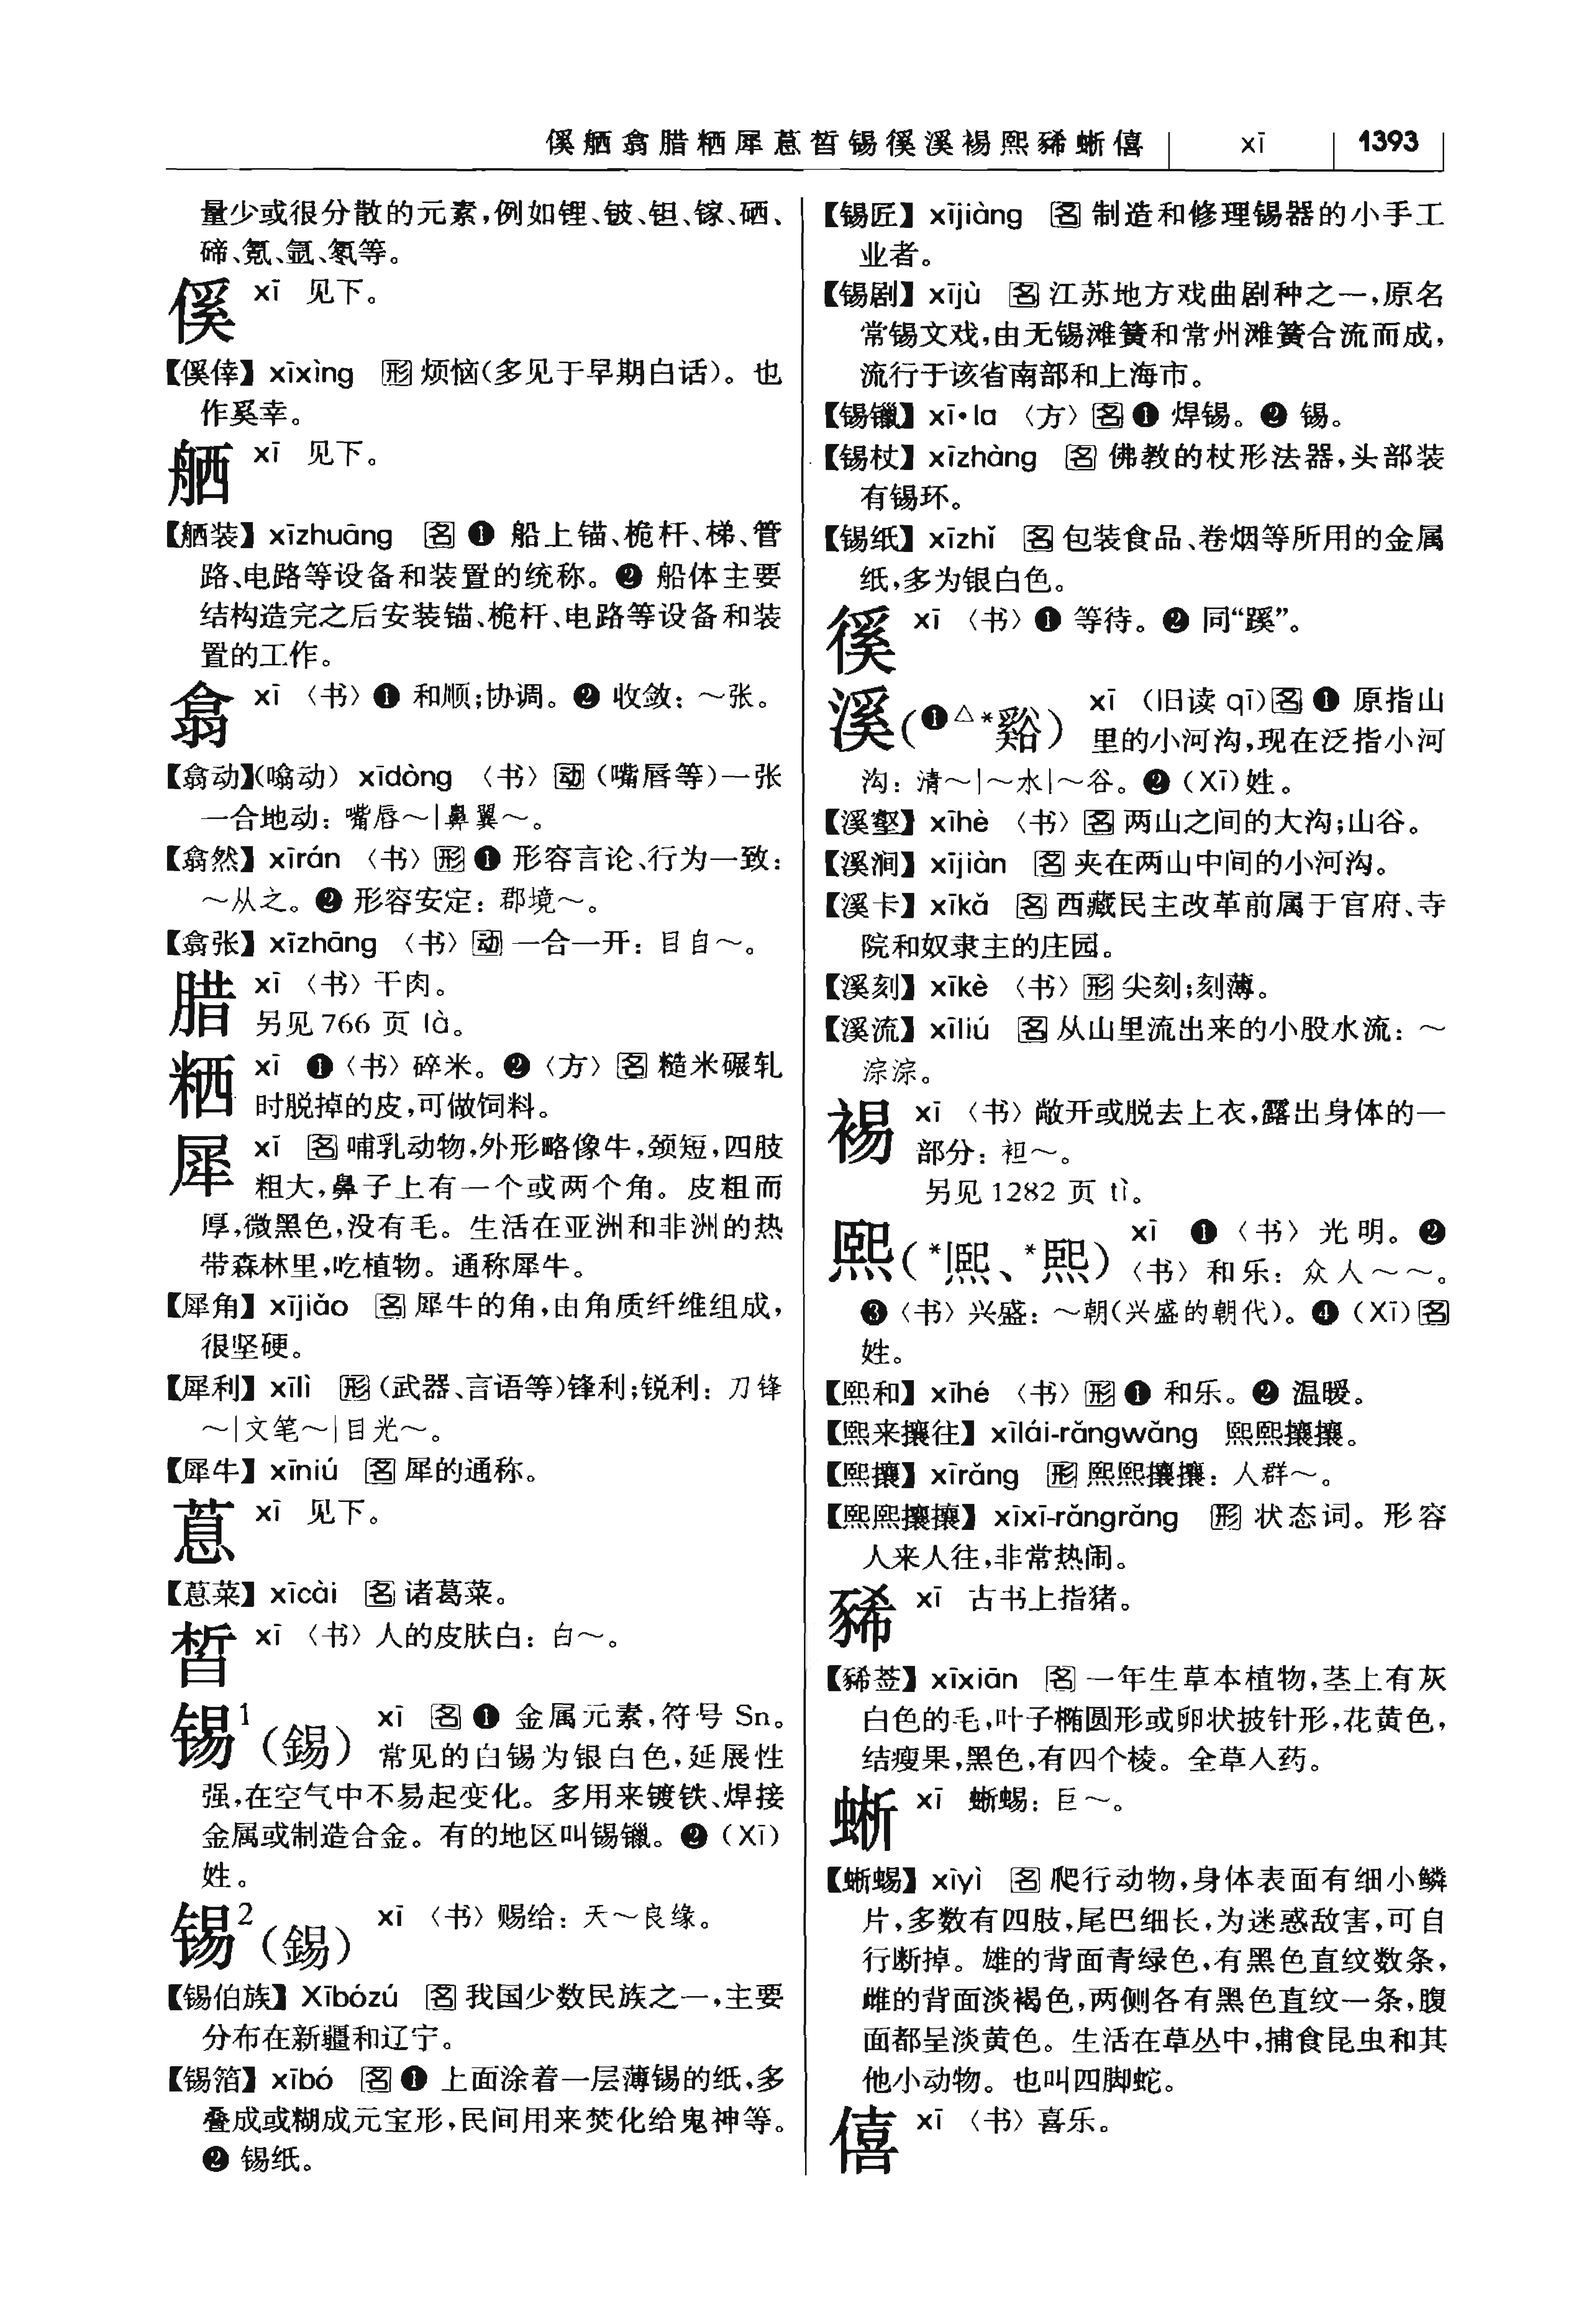 傒舾翕腊粞犀葸皙锡徯溪裼熙豨蜥僖 xī 1393
量少或很分散的元素,例如锂、铍、钽、镓、硒、
碲、氪、氩、氡等。
傒 xī 见下。
【傒倖】xīxìng 形 烦恼(多见于早期白话)。也
作奚幸。
舾 xī 见下。
【舾装】xīzhuāng 名 ❶ 船上锚、桅杆、梯、管
路、电路等设备和装置的统称。❷ 船体主要
结构造完之后安装锚、桅杆、电路等设备和装
置的工作。
翕 xī 〈书〉❶ 和顺;协调。❷ 收敛:～张。
【翕动】(噏动) xīdòng 〈书〉动(嘴唇等)一张
一合地动:嘴唇～|鼻翼～。
【翕然】xīrán 〈书〉形 ❶ 形容言论、行为一致:
～从之。❷ 形容安定:郡境～。
【翕张】xīzhāng 〈书〉动 一合一开:目自～。
腊 xī 〈书〉干肉。
另见 766 页 là。
粞 xī ❶〈书〉碎米。❷〈方〉名 糙米碾轧
时脱掉的皮,可做饲料。
犀 xī 名 哺乳动物,外形略像牛,颈短,四肢
粗大,鼻子上有一个或两个角。皮粗而
厚,微黑色,没有毛。生活在亚洲和非洲的热
带森林里,吃植物。通称犀牛。
【犀角】xījiǎo 名 犀牛的角,由角质纤维组成,
很坚硬。
【犀利】xīlì 形(武器、言语等)锋利;锐利:刀锋
～|文笔～|目光～。
【犀牛】xīniú 名 犀的通称。
葸 xī 见下。
【葸菜】xīcài 名 诸葛菜。
皙 xī 〈书〉人的皮肤白:白～。
锡¹(錫) xī 名 ❶ 金属元素,符号 Sn。
常见的白锡为银白色,延展性
强,在空气中不易起变化。多用来镀铁、焊接
金属或制造合金。有的地区叫锡镴。❷(Xī)
姓。
锡²(錫) xī 〈书〉赐给:天～良缘。
【锡伯族】Xībózú 名 我国少数民族之一,主要
分布在新疆和辽宁。
【锡箔】xībó 名 ❶ 上面涂着一层薄锡的纸,多
叠成或糊成元宝形,民间用来焚化给鬼神等。
❷ 锡纸。
【锡匠】xījiàng 名 制造和修理锡器的小手工
业者。
【锡剧】xījù 名 江苏地方戏曲剧种之一,原名
常锡文戏,由无锡滩簧和常州滩簧合流而成,
流行于该省南部和上海市。
【锡镴】xī•la 〈方〉名 ❶ 焊锡。❷ 锡。
【锡杖】xīzhàng 名 佛教的杖形法器,头部装
有锡环。
【锡纸】xīzhǐ 名 包装食品、卷烟等所用的金属
纸,多为银白色。
徯 xī 〈书〉❶ 等待。❷ 同“蹊”。
溪(❶△*谿) xī (旧读 qī)名 ❶ 原指山
里的小河沟,现在泛指小河
沟:清～|～水|～谷。❷(Xī)姓。
【溪壑】xīhè 〈书〉名 两山之间的大沟;山谷。
【溪涧】xījiàn 名 夹在两山中间的小河沟。
【溪卡】xīkǎ 名 西藏民主改革前属于官府、寺
院和奴隶主的庄园。
【溪刻】xīkè 〈书〉形 尖刻;刻薄。
【溪流】xīliú 名 从山里流出来的小股水流:～
淙淙。
裼 xī 〈书〉敞开或脱去上衣,露出身体的一
部分:袒～。
另见 1282 页 tì。
熙(*熈、*煕) xī ❶〈书〉光明。❷
〈书〉和乐:众人～～。
❸〈书〉兴盛:～朝(兴盛的朝代)。❹(Xī)名
姓。
【熙和】xīhé 〈书〉形 ❶ 和乐。❷ 温暖。
【熙来攘往】xīlái-rǎngwǎng 熙熙攘攘。
【熙攘】xīrǎng 形 熙熙攘攘:人群～。
【熙熙攘攘】xīxī-rǎngrǎng 形 状态词。形容
人来人往,非常热闹。
豨 xī 古书上指猪。
【豨莶】xīxiān 名 一年生草本植物,茎上有灰
白色的毛,叶子椭圆形或卵状披针形,花黄色,
结瘦果,黑色,有四个棱。全草入药。
蜥 xī 蜥蜴:巨～。
【蜥蜴】xīyì 名 爬行动物,身体表面有细小鳞
片,多数有四肢,尾巴细长,为迷惑敌害,可自
行断掉。雄的背面青绿色,有黑色直纹数条,
雌的背面淡褐色,两侧各有黑色直纹一条,腹
面都呈淡黄色。生活在草丛中,捕食昆虫和其
他小动物。也叫四脚蛇。
僖 xī 〈书〉喜乐。